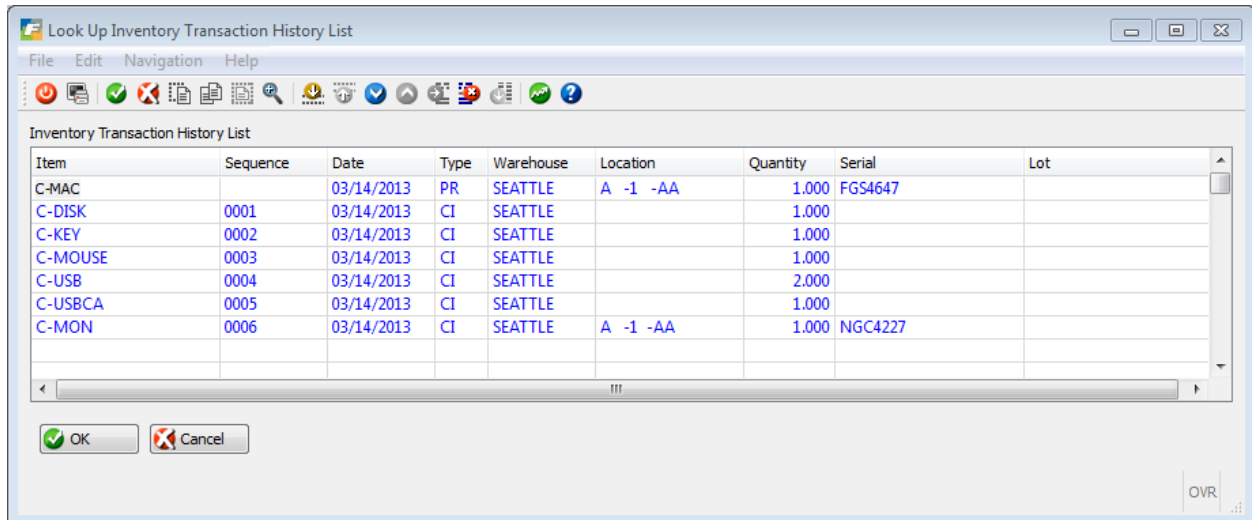 Look Up Inventory Transaction History List
File Edit Navigation Help
Inventory Transaction History List
Item Sequence Date Type Warehouse Location Quantity Serial Lot
C-MAC 03/14/2013 PR SEATTLE A -1 -AA 1.000 FGS4647
C-DISK 0001 03/14/2013 CI SEATTLE 1.000
C-KEY 0002 03/14/2013 CI SEATTLE 1.000
C-MOUSE 0003 03/14/2013 CI SEATTLE 1.000
C-USB 0004 03/14/2013 CI SEATTLE 2.000
C-USBCA 0005 03/14/2013 CI SEATTLE 1.000
C-MON 0006 03/14/2013 CI SEATTLE A -1 -AA 1.000 NGC4227
OK Cancel
OVR